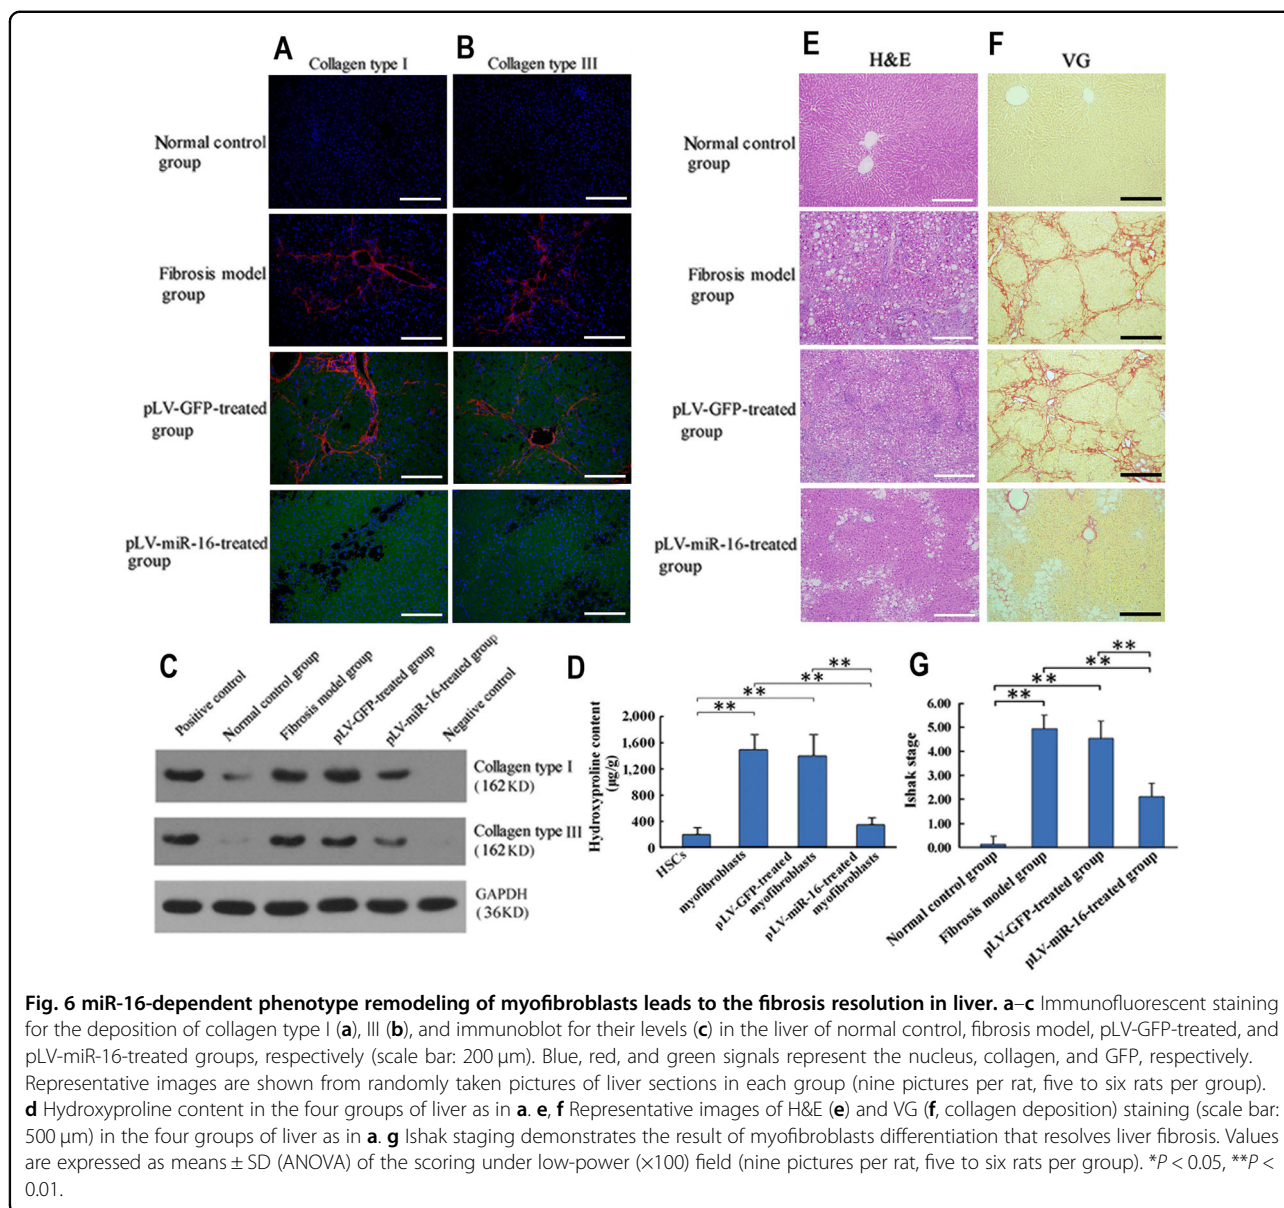 A
Collagen type I
B
Collagen type III
E
H&E
F
VG
Normal control
group
Fibrosis model
group
pLV-GFP-treated
group
pLV-miR-16-treated
group
Normal control
group
Fibrosis model
group
pLV-GFP-treated
group
pLV-miR-16-treated
group
C
Positive control
Normal control group
Fibrosis model group
pLV-GFP-treated group
pLV-miR-16-treated group
Negative control
Collagen type I
(162KD)
Collagen type III
(162KD)
GAPDH
(36KD)
D
Hydroxyproline content
(μg/g)
2,000
1,600
1,200
800
400
0
**
**
**
**
HSCs
myofibroblasts
pLV-GFP-treated
myofibroblasts
pLV-miR-16-treated
myofibroblasts
G
Ishak stage
6.00
5.00
4.00
3.00
2.00
1.00
0.00
**
**
**
**
Normal control group
Fibrosis model group
pLV-GFP-treated group
pLV-miR-16-treated group
Fig. 6 miR-16-dependent phenotype remodeling of myofibroblasts leads to the fibrosis resolution in liver. a–c Immunofluorescent staining
for the deposition of collagen type I (a), III (b), and immunoblot for their levels (c) in the liver of normal control, fibrosis model, pLV-GFP-treated, and
pLV-miR-16-treated groups, respectively (scale bar: 200 μm). Blue, red, and green signals represent the nucleus, collagen, and GFP, respectively.
Representative images are shown from randomly taken pictures of liver sections in each group (nine pictures per rat, five to six rats per group).
d Hydroxyproline content in the four groups of liver as in a. e, f Representative images of H&E (e) and VG (f, collagen deposition) staining (scale bar:
500 μm) in the four groups of liver as in a. g Ishak staging demonstrates the result of myofibroblasts differentiation that resolves liver fibrosis. Values
are expressed as means ± SD (ANOVA) of the scoring under low-power (×100) field (nine pictures per rat, five to six rats per group). *P < 0.05, **P <
0.01.